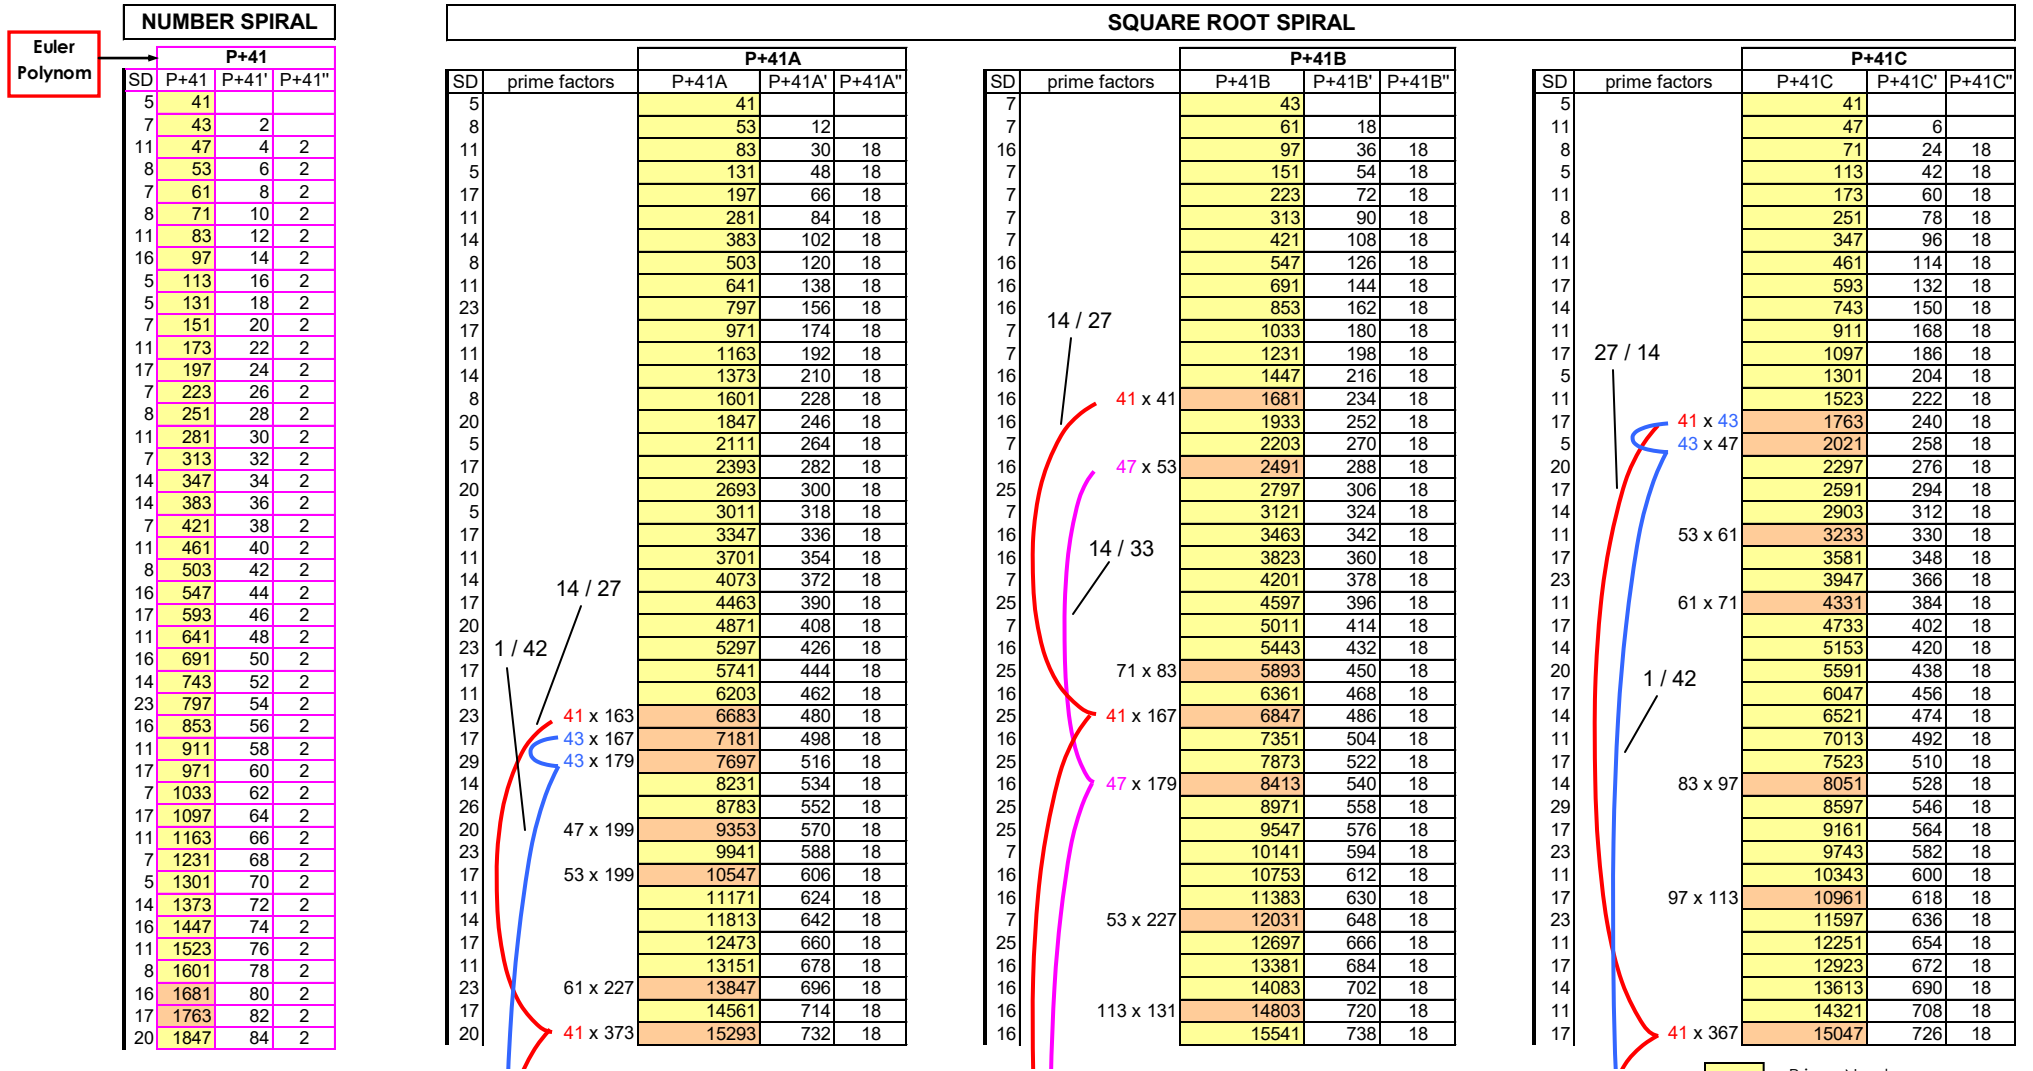 NUMBER SPIRAL
Euler
Polynom
P+41
SD P+41 P+41' P+41"
5 41
7 43 2
11 47 4 2
8 53 6 2
7 61 8 2
8 71 10 2
11 83 12 2
16 97 14 2
5 113 16 2
5 131 18 2
7 151 20 2
11 173 22 2
17 197 24 2
7 223 26 2
8 251 28 2
11 281 30 2
7 313 32 2
14 347 34 2
14 383 36 2
7 421 38 2
11 461 40 2
8 503 42 2
16 547 44 2
17 593 46 2
11 641 48 2
16 691 50 2
14 743 52 2
23 797 54 2
16 853 56 2
11 911 58 2
17 971 60 2
7 1033 62 2
17 1097 64 2
11 1163 66 2
7 1231 68 2
5 1301 70 2
14 1373 72 2
16 1447 74 2
11 1523 76 2
8 1601 78 2
16 1681 80 2
17 1763 82 2
20 1847 84 2
SQUARE ROOT SPIRAL
P+41A
SD prime factors P+41A P+41A' P+41A"
5 41
8 53 12
11 83 30 18
5 131 48 18
17 197 66 18
11 281 84 18
14 383 102 18
8 503 120 18
11 641 138 18
23 797 156 18
17 971 174 18
11 1163 192 18
14 1373 210 18
8 1601 228 18
20 1847 246 18
5 2111 264 18
17 2393 282 18
20 2693 300 18
5 3011 318 18
17 3347 336 18
11 3701 354 18
14 4073 372 18
14 / 27
17 4463 390 18
20 4871 408 18
23 5297 426 18
1 / 42
17 5741 444 18
11 6203 462 18
23 41 x 163 6683 480 18
17 43 x 167 7181 498 18
29 43 x 179 7697 516 18
14 8231 534 18
26 8783 552 18
20 47 x 199 9353 570 18
23 9941 588 18
17 53 x 199 10547 606 18
11 11171 624 18
14 11813 642 18
17 12473 660 18
11 13151 678 18
23 61 x 227 13847 696 18
17 14561 714 18
20 41 x 373 15293 732 18
P+41B
SD prime factors P+41B P+41B' P+41B"
7 43
7 61 18
16 97 36 18
7 151 54 18
7 223 72 18
7 313 90 18
7 421 108 18
16 547 126 18
16 691 144 18
16 853 162 18
14 / 27
7 1033 180 18
7 1231 198 18
16 1447 216 18
16 41 x 41 1681 234 18
16 1933 252 18
7 2203 270 18
16 47 x 53 2491 288 18
25 2797 306 18
7 3121 324 18
16 3463 342 18
14 / 33
16 3823 360 18
7 4201 378 18
25 4597 396 18
7 5011 414 18
16 5443 432 18
25 71 x 83 5893 450 18
16 6361 468 18
25 41 x 167 6847 486 18
16 7351 504 18
25 7873 522 18
16 47 x 179 8413 540 18
25 8971 558 18
25 9547 576 18
7 10141 594 18
16 10753 612 18
16 11383 630 18
7 53 x 227 12031 648 18
25 12697 666 18
16 13381 684 18
16 14083 702 18
16 113 x 131 14803 720 18
16 15541 738 18
P+41C
SD prime factors P+41C P+41C' P+41C"
5 41
11 47 6
8 71 24 18
5 113 42 18
11 173 60 18
8 251 78 18
14 347 96 18
11 461 114 18
17 593 132 18
14 743 150 18
11 911 168 18
17 27 / 14 1097 186 18
5 1301 204 18
11 1523 222 18
17 41 x 43 1763 240 18
5 43 x 47 2021 258 18
20 2297 276 18
17 2591 294 18
14 2903 312 18
11 53 x 61 3233 330 18
17 3581 348 18
23 3947 366 18
11 61 x 71 4331 384 18
17 4733 402 18
14 5153 420 18
20 5591 438 18
1 / 42
17 6047 456 18
14 6521 474 18
11 7013 492 18
17 7523 510 18
14 83 x 97 8051 528 18
29 8597 546 18
17 9161 564 18
23 9743 582 18
11 10343 600 18
17 97 x 113 10961 618 18
23 11597 636 18
11 12251 654 18
17 12923 672 18
14 13613 690 18
11 14321 708 18
17 41 x 367 15047 726 18